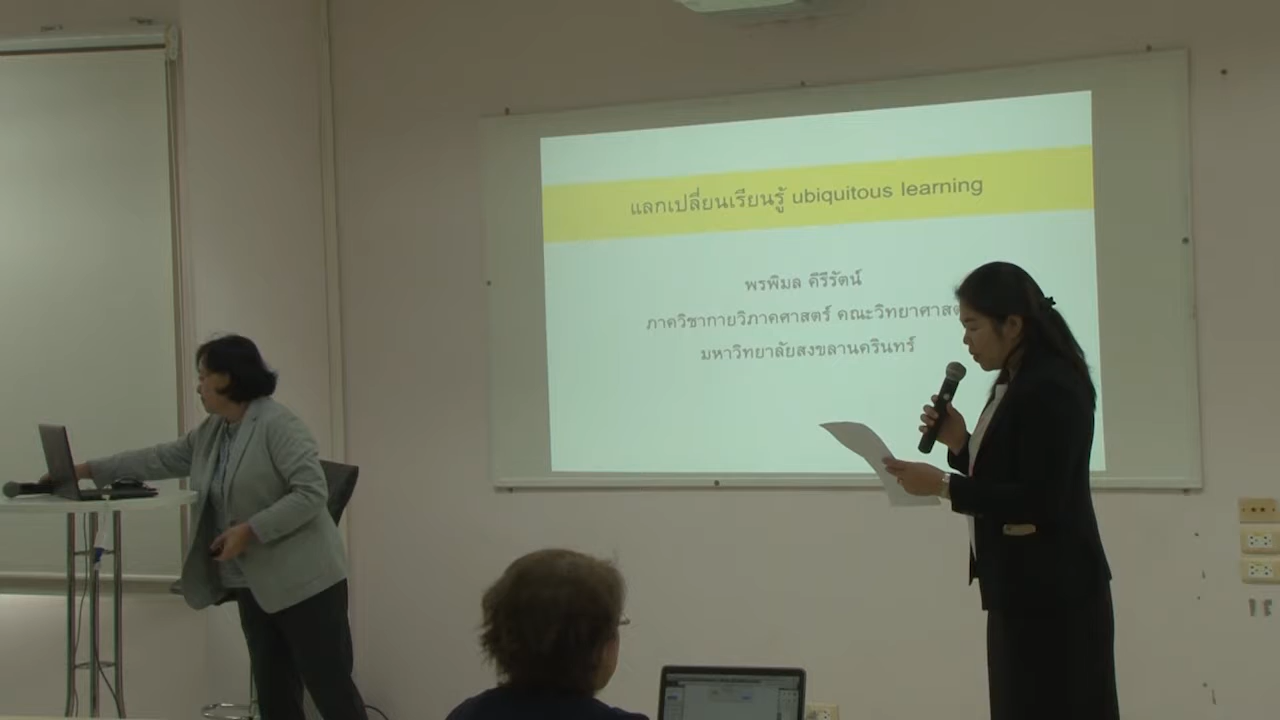 แลกเปลี่ยนเรียนรู้ ubiquitous learning
พรพิมล คีรีรัตน์
ภาควิชากายวิภาคศาสตร์ คณะวิทยาศาสต
มหาวิทยาลัยสงขลานครินทร์